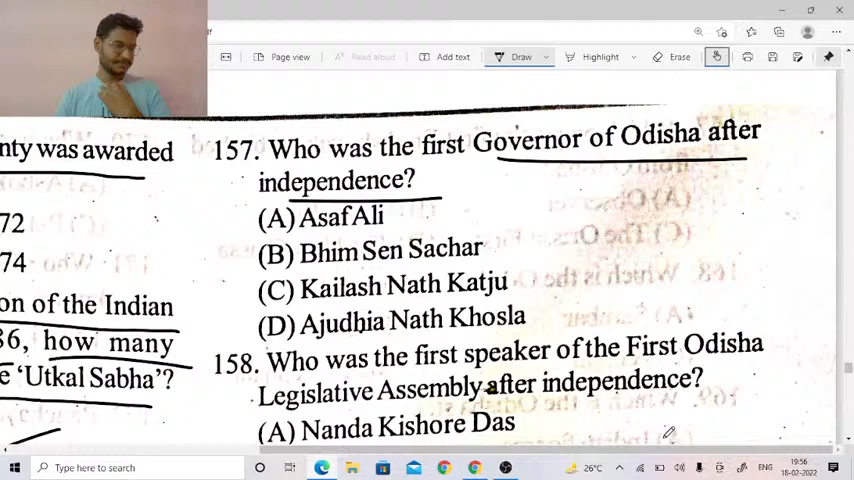 df
Page view
Read aloud
Add text
Draw
Highlight
Erase
nty was awarded
72
74
on of the Indian
36, how many
e 'Utkal Sabha'?
157. Who was the first Governor of Odisha after
independence?
(A) Asaf Ali
(B) Bhim Sen Sachar
(C) Kailash Nath Katju
(D) Ajudhia Nath Khosla
158. Who was the first speaker of the First Odisha
Legislative Assembly after independence?
(A) Nanda Kishore Das
Type here to search
26°C
ENG
19:56
18-02-2022